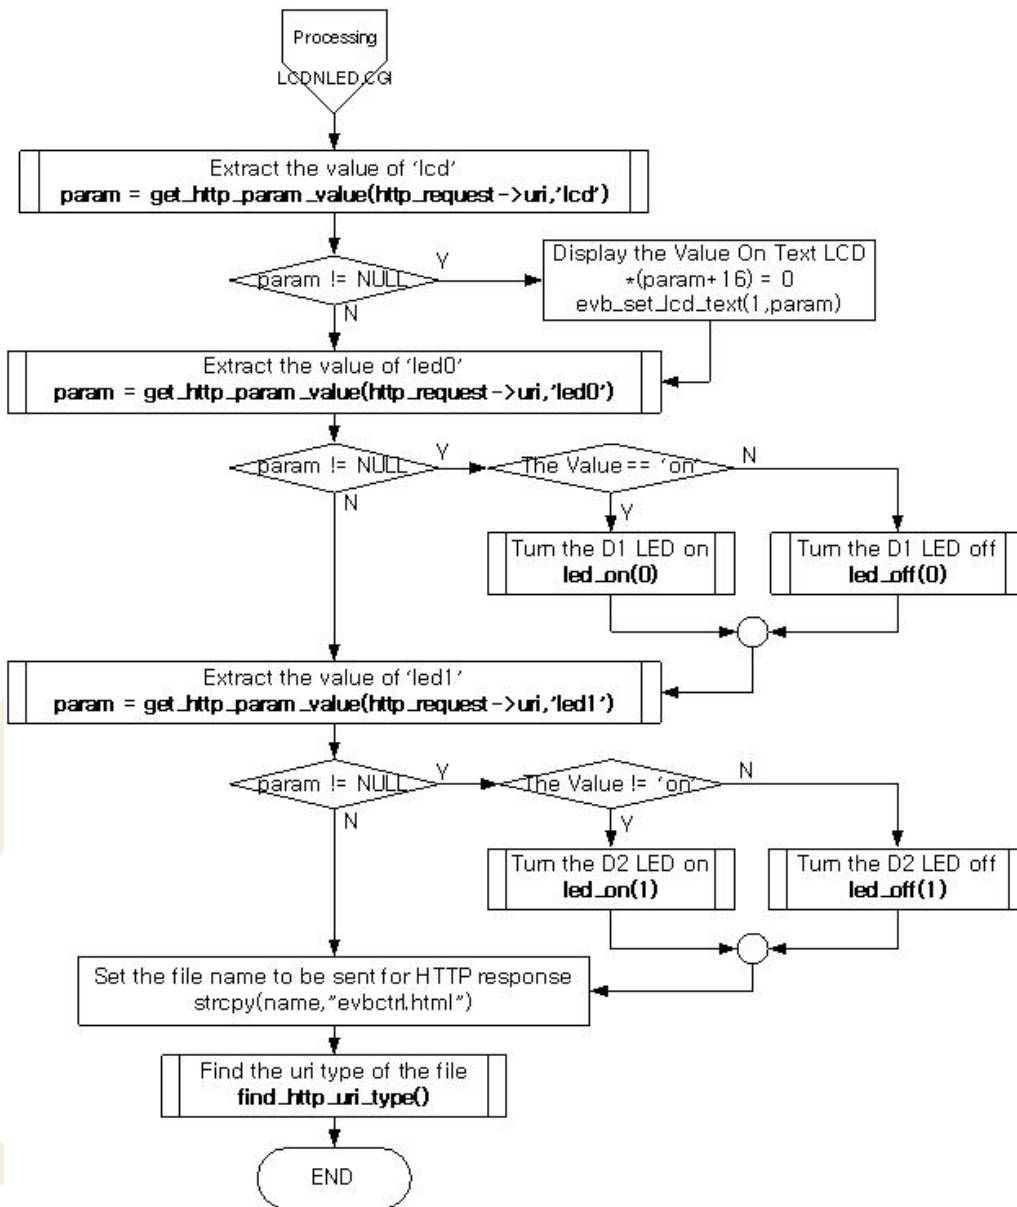 Processing
LCDNLED.CGI
Extract the value of 'lcd'
param = get_http_param_value(http_request->uri,'lcd')
param != NULL
Y
N
Display the Value On Text LCD
*(param+16) = 0
evb_set_lcd_text(1,param)
Extract the value of 'led0'
param = get_http_param_value(http_request->uri,'led0')
param != NULL
Y
N
The Value == 'on'
N
Y
Turn the D1 LED on
led_on(0)
Turn the D1 LED off
led_off(0)
Extract the value of 'led1'
param = get_http_param_value(http_request->uri,'led1')
param != NULL
Y
N
The Value != 'on'
N
Y
Turn the D2 LED on
led_on(1)
Turn the D2 LED off
led_off(1)
Set the file name to be sent for HTTP response
strcpy(name,"evbctrl.html")
Find the uri type of the file
find_http_uri_type()
END